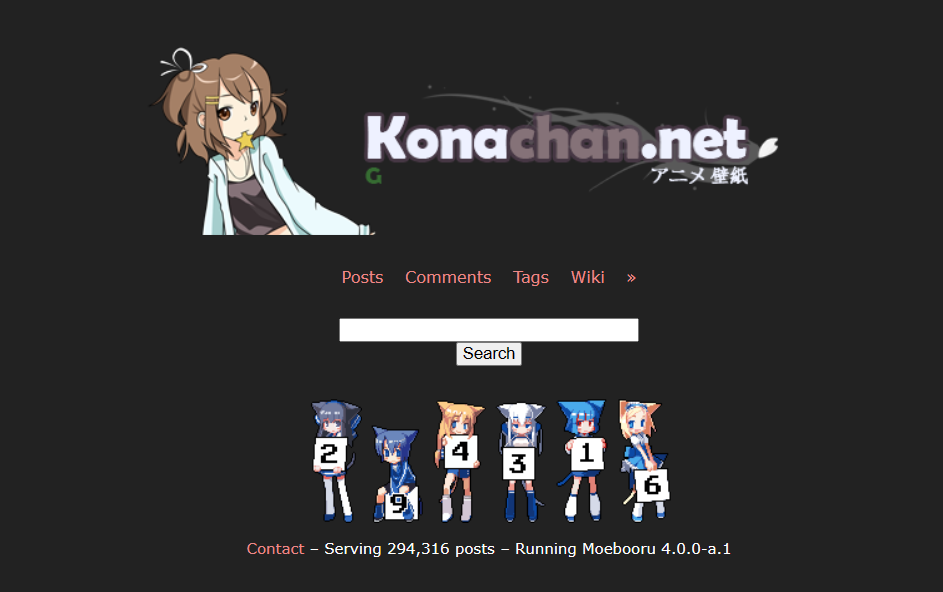 Konachan.net
G
アニメ 壁紙
Posts Comments Tags Wiki »
Search
2 9 4 3 1 6
Contact – Serving 294,316 posts – Running Moebooru 4.0.0-a.1